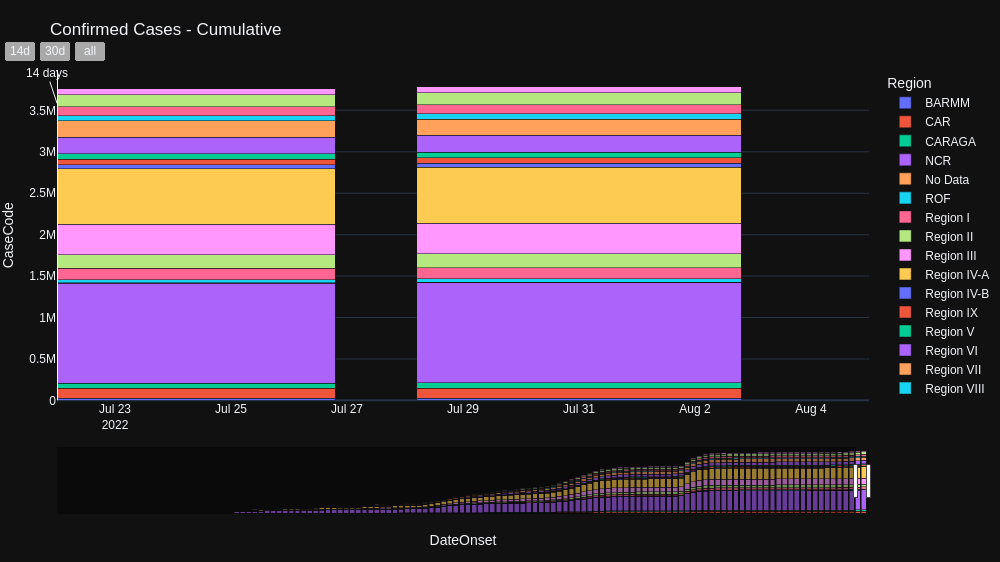 Confirmed Cases - Cumulative
14d 30d all
14 days
3.5M
3M
2.5M
2M
1.5M
1M
0.5M
0
CaseCode
Jul 23 Jul 25 Jul 27 Jul 29 Jul 31 Aug 2 Aug 4
2022
DateOnset
Region
BARMM
CAR
CARAGA
NCR
No Data
ROF
Region I
Region II
Region III
Region IV-A
Region IV-B
Region IX
Region V
Region VI
Region VII
Region VIII